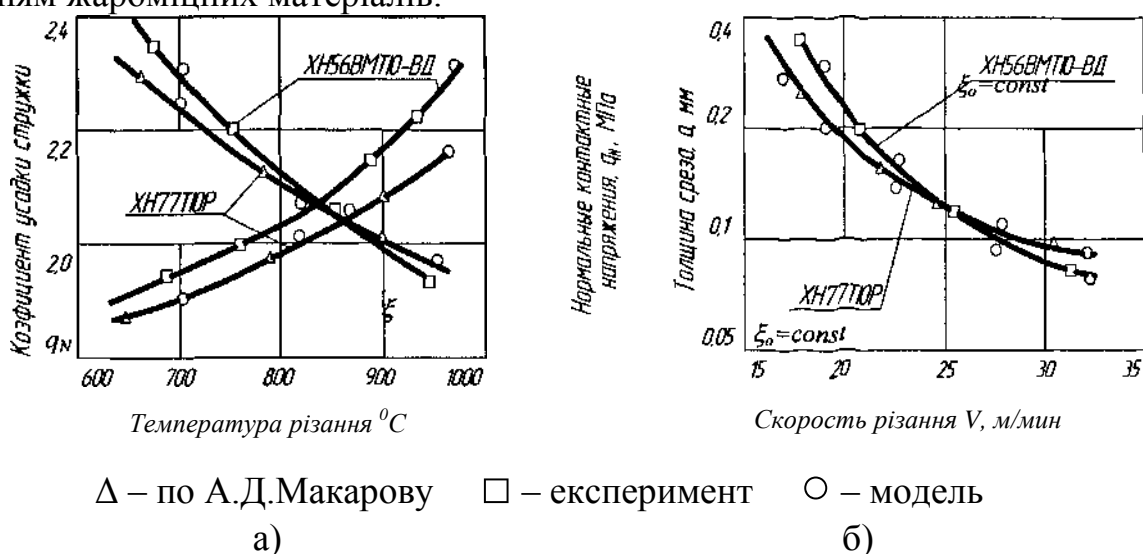 ням жароміцних матеріалів.
Коэфициент усадки стружки
2,4
2,2
2,0
qN
ХН56ВМТЮ-ВД
ХН77ТЮР
ξ
600 700 800 900 1000
Температура різання ⁰С
Нормальные контактные
напряжения, qN, МПа
Толщина среза, а, мм
0,4
0,2
0,1
0,05
ХН56ВМТЮ-ВД
ξo=const
ХН77ТЮР
ξo=const
15 20 25 30 35
Скорость різання V, м/мин
Δ – по А.Д.Макарову □ – експеримент ○ – модель
а) б)